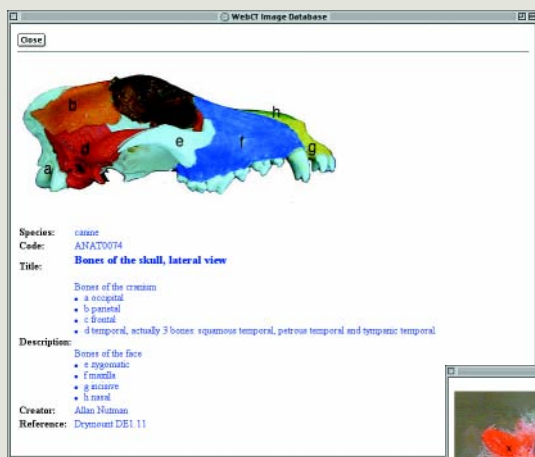 WebCT Image Database
Close
b
h
d
e
f
g
a
Species: canine
Code: ANAT0074
Title: Bones of the skull, lateral view
Bones of the cranium
a occipital
b parietal
c frontal
d temporal, actually 3 bones: squamous temporal, petrous temporal and tympanic temporal
Description:
Bones of the face
e zygomatic
f maxilla
g incisive
h nasal
Creator: Allan Nutman
Reference: Drymount DE1.11
x